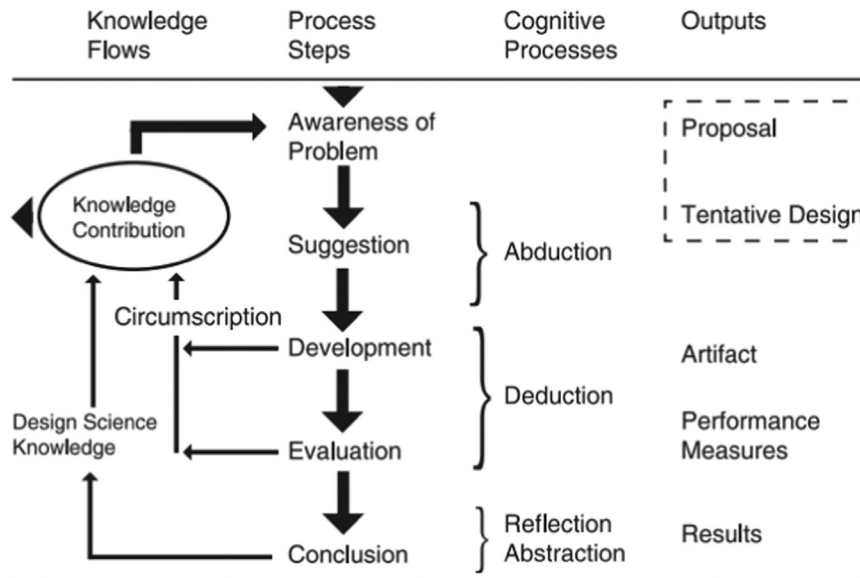 Knowledge
Flows
Process
Steps
Cognitive
Processes
Outputs
Awareness of
Problem
Proposal
Knowledge
Contribution
Tentative Design
Suggestion
Abduction
Circumscription
Development
Artifact
Deduction
Design Science
Knowledge
Performance
Measures
Evaluation
Reflection
Abstraction
Results
Conclusion